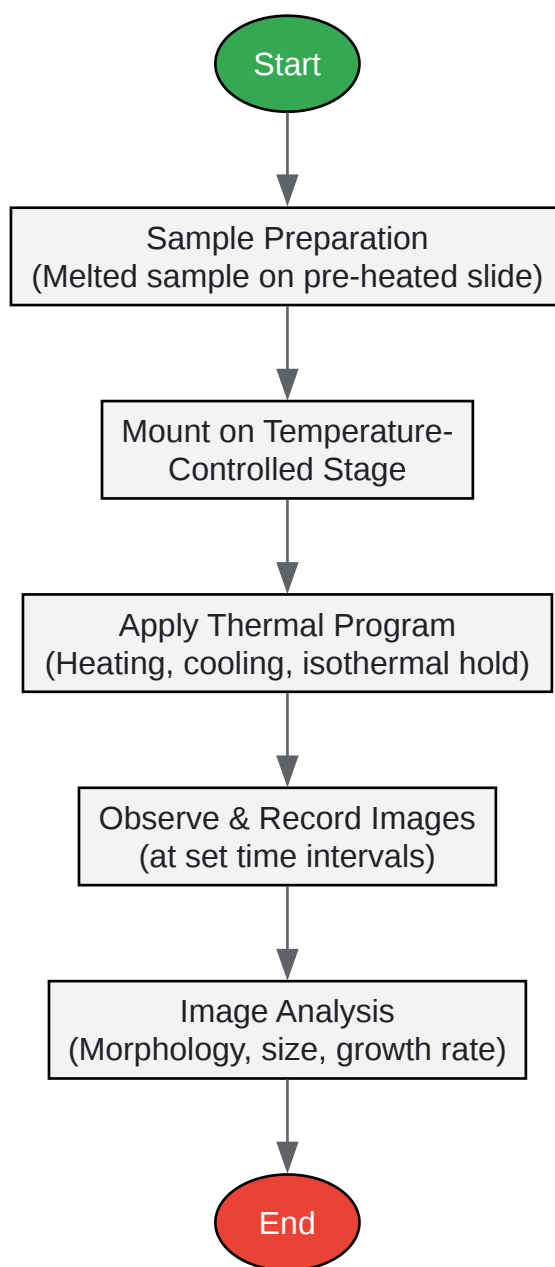 Start
Sample Preparation
(Melted sample on pre-heated slide)
Mount on Temperature-
Controlled Stage
Apply Thermal Program
(Heating, cooling, isothermal hold)
Observe & Record Images
(at set time intervals)
Image Analysis
(Morphology, size, growth rate)
End